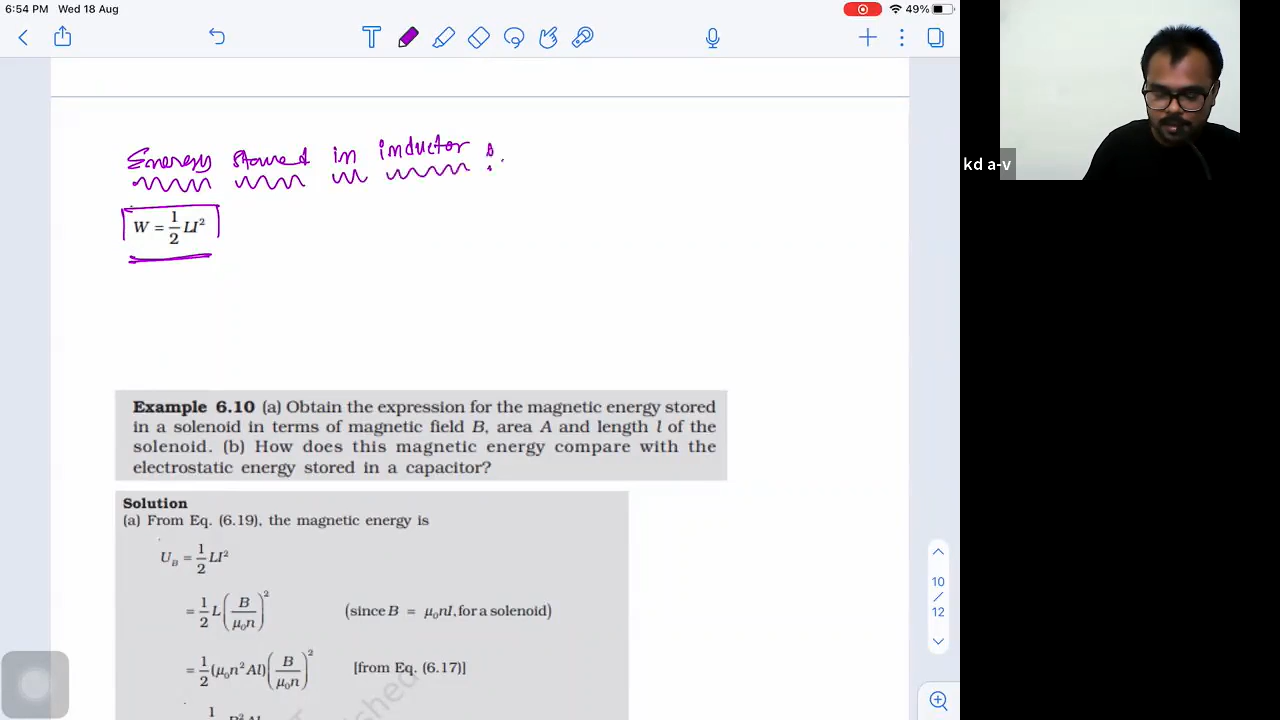 6:54 PM Wed 18 Aug
49%
Energy stored in inductor :
W = 1/2 LI²
kd a-v
Example 6.10 (a) Obtain the expression for the magnetic energy stored
in a solenoid in terms of magnetic field B, area A and length l of the
solenoid. (b) How does this magnetic energy compare with the
electrostatic energy stored in a capacitor?
Solution
(a) From Eq. (6.19), the magnetic energy is
U_B = 1/2 LI²
= 1/2 L (B/μ₀n)² (since B = μ₀nI, for a solenoid)
= 1/2 (μ₀n²Al) (B/μ₀n)² [from Eq. (6.17)]
10
/
12